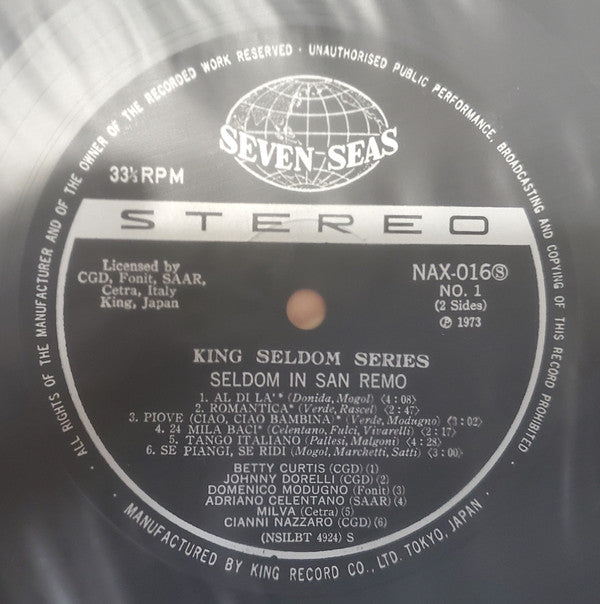 ALL RIGHTS OF THE MANUFACTURER AND OF THE OWNER OF THE RECORDED WORK RESERVED · UNAUTHORISED PUBLIC PERFORMANCE, BROADCASTING AND COPYING OF THIS RECORD PROHIBITED ·
SEVEN-SEAS
33⅓ RPM
STEREO
Licensed by
CGD, Fonit, SAAR,
Cetra, Italy
King, Japan
NAX-016Ⓢ
NO. 1
(2 Sides)
℗ 1973
KING SELDOM SERIES
SELDOM IN SAN REMO
1. AL DI LA'* (Donida, Mogol) <4:08>
2. ROMANTICA* (Verde, Rascel) <2:47>
3. PIOVE (CIAO, CIAO BAMBINA)* (Verde, Modugno) <3:02>
4. 24 MILA BACI* (Celentano, Fulci, Vivarelli) <2:17>
5. TANGO ITALIANO (Pallesi, Malgoni) <4:28>
6. SE PIANGI, SE RIDI (Mogol, Marchetti, Satti) <3:00>
BETTY CURTIS (CGD) (1)
JOHNNY DORELLI (CGD) (2)
DOMENICO MODUGNO (Fonit) (3)
ADRIANO CELENTANO (SAAR) (4)
MILVA (Cetra) (5)
CIANNI NAZZARO (CGD) (6)
(NSILBT 4924) S
· MANUFACTURED BY KING RECORD CO., LTD. TOKYO, JAPAN ·